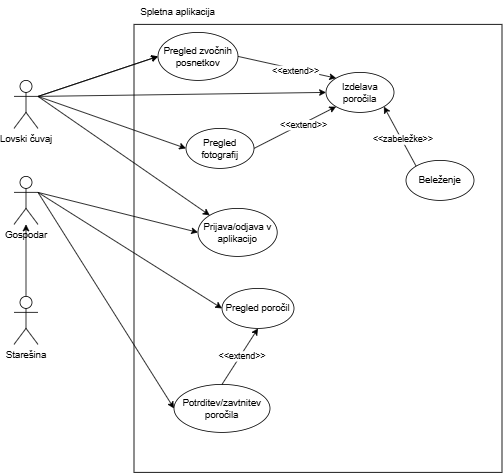 Spletna aplikacija
Pregled zvočnih
posnetkov
<<extend>>
Izdelava
poročila
Lovski čuvaj
<<extend>>
Pregled
fotografij
<<zabeležke>>
Beleženje
Gospodar
Prijava/odjava v
aplikacijo
Pregled poročil
Starešina
<<extend>>
Potrditev/zavtnitev
poročila